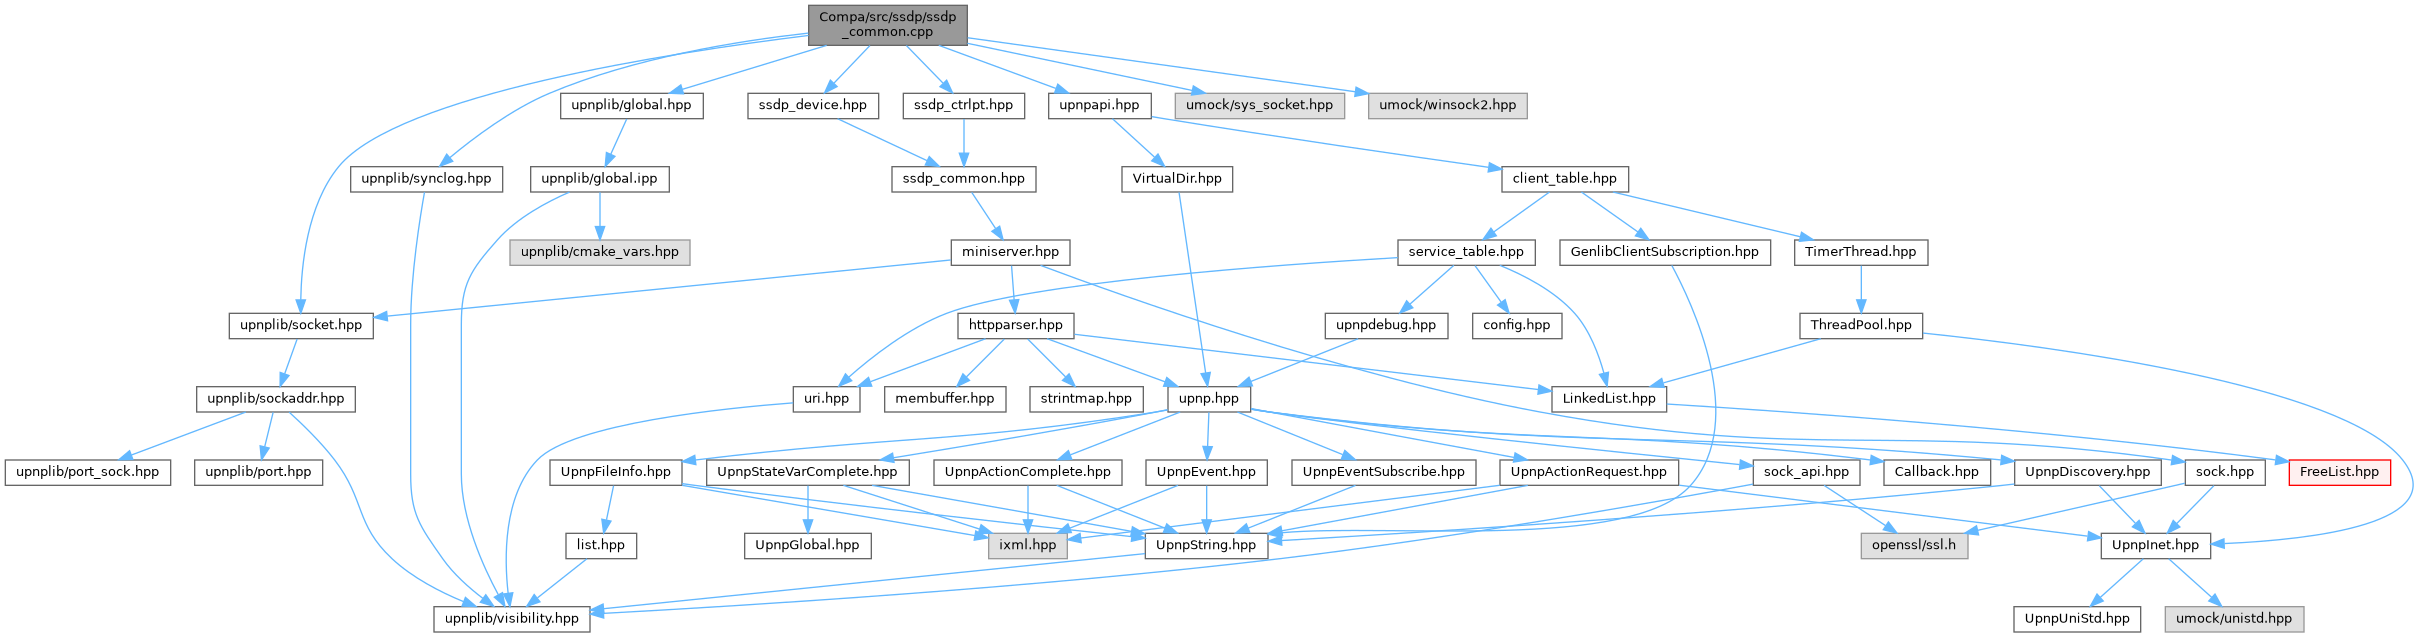 Compa/src/ssdp/ssdp
_common.cpp
upnplib/global.hpp
ssdp_device.hpp
ssdp_ctrlpt.hpp
upnpapi.hpp
umock/sys_socket.hpp
umock/winsock2.hpp
upnplib/synclog.hpp
upnplib/global.ipp
ssdp_common.hpp
VirtualDir.hpp
client_table.hpp
upnplib/cmake_vars.hpp
miniserver.hpp
service_table.hpp
GenlibClientSubscription.hpp
TimerThread.hpp
upnplib/socket.hpp
httpparser.hpp
upnpdebug.hpp
config.hpp
ThreadPool.hpp
upnplib/sockaddr.hpp
uri.hpp
membuffer.hpp
strintmap.hpp
upnp.hpp
LinkedList.hpp
upnplib/port_sock.hpp
upnplib/port.hpp
UpnpFileInfo.hpp
UpnpStateVarComplete.hpp
UpnpActionComplete.hpp
UpnpEvent.hpp
UpnpEventSubscribe.hpp
UpnpActionRequest.hpp
sock_api.hpp
Callback.hpp
UpnpDiscovery.hpp
sock.hpp
FreeList.hpp
list.hpp
UpnpGlobal.hpp
ixml.hpp
UpnpString.hpp
openssl/ssl.h
UpnpInet.hpp
upnplib/visibility.hpp
UpnpUniStd.hpp
umock/unistd.hpp